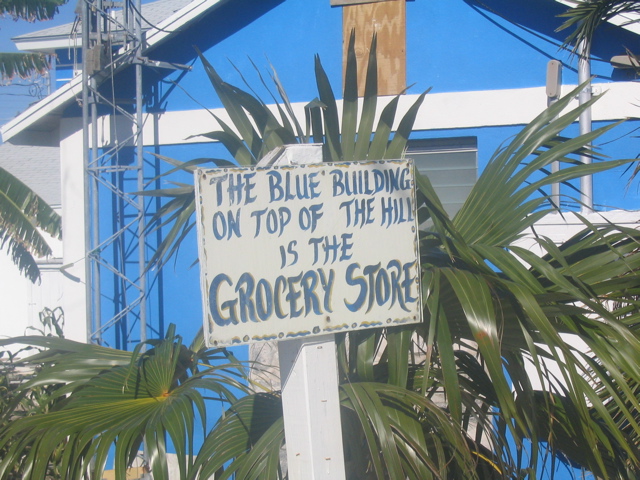 THE BLUE BUILDING
ON TOP OF THE HILL
IS THE
GROCERY STORE